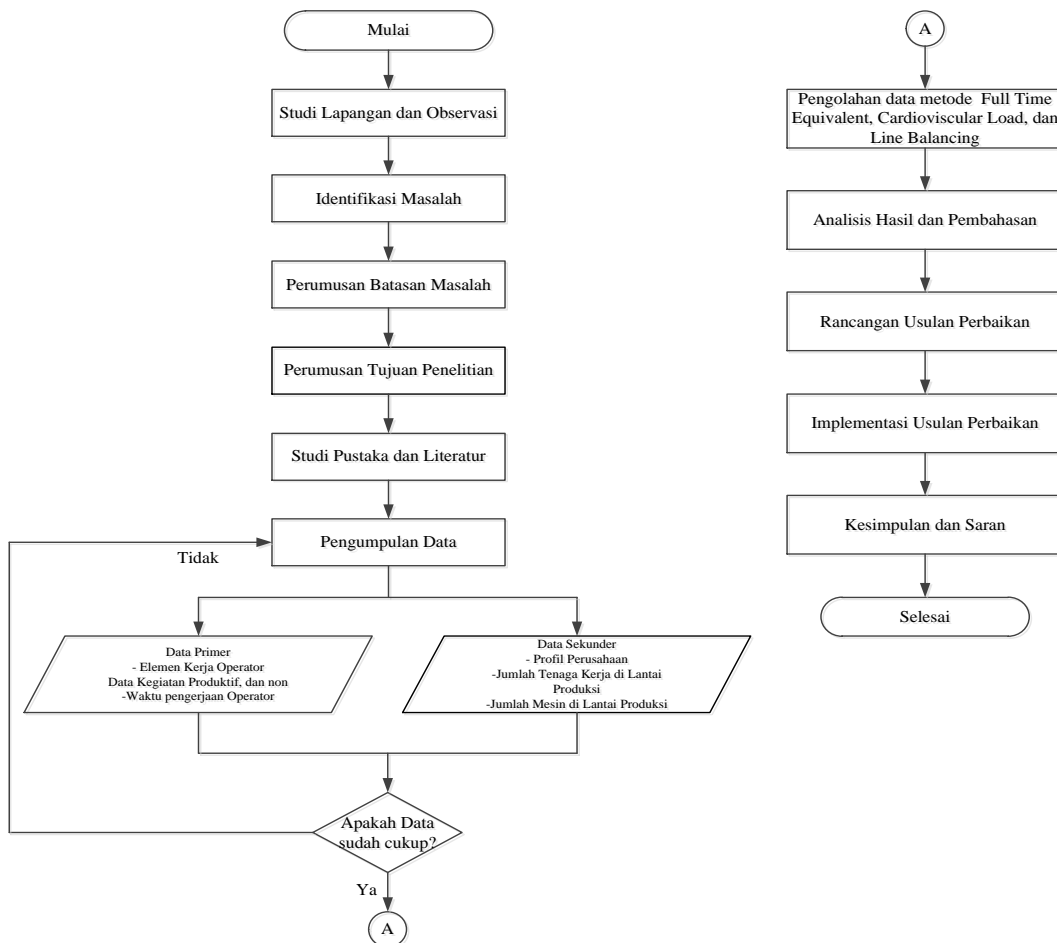 Mulai
Studi Lapangan dan Observasi
Identifikasi Masalah
Perumusan Batasan Masalah
Perumusan Tujuan Penelitian
Studi Pustaka dan Literatur
Pengumpulan Data
Tidak
Data Primer
- Elemen Kerja Operator
Data Kegiatan Produktif, dan non
-Waktu pengerjaan Operator
Data Sekunder
- Profil Perusahaan
-Jumlah Tenaga Kerja di Lantai
Produksi
-Jumlah Mesin di Lantai Produksi
Apakah Data
sudah cukup?
Ya
A
A
Pengolahan data metode Full Time
Equivalent, Cardioviscular Load, dan
Line Balancing
Analisis Hasil dan Pembahasan
Rancangan Usulan Perbaikan
Implementasi Usulan Perbaikan
Kesimpulan dan Saran
Selesai